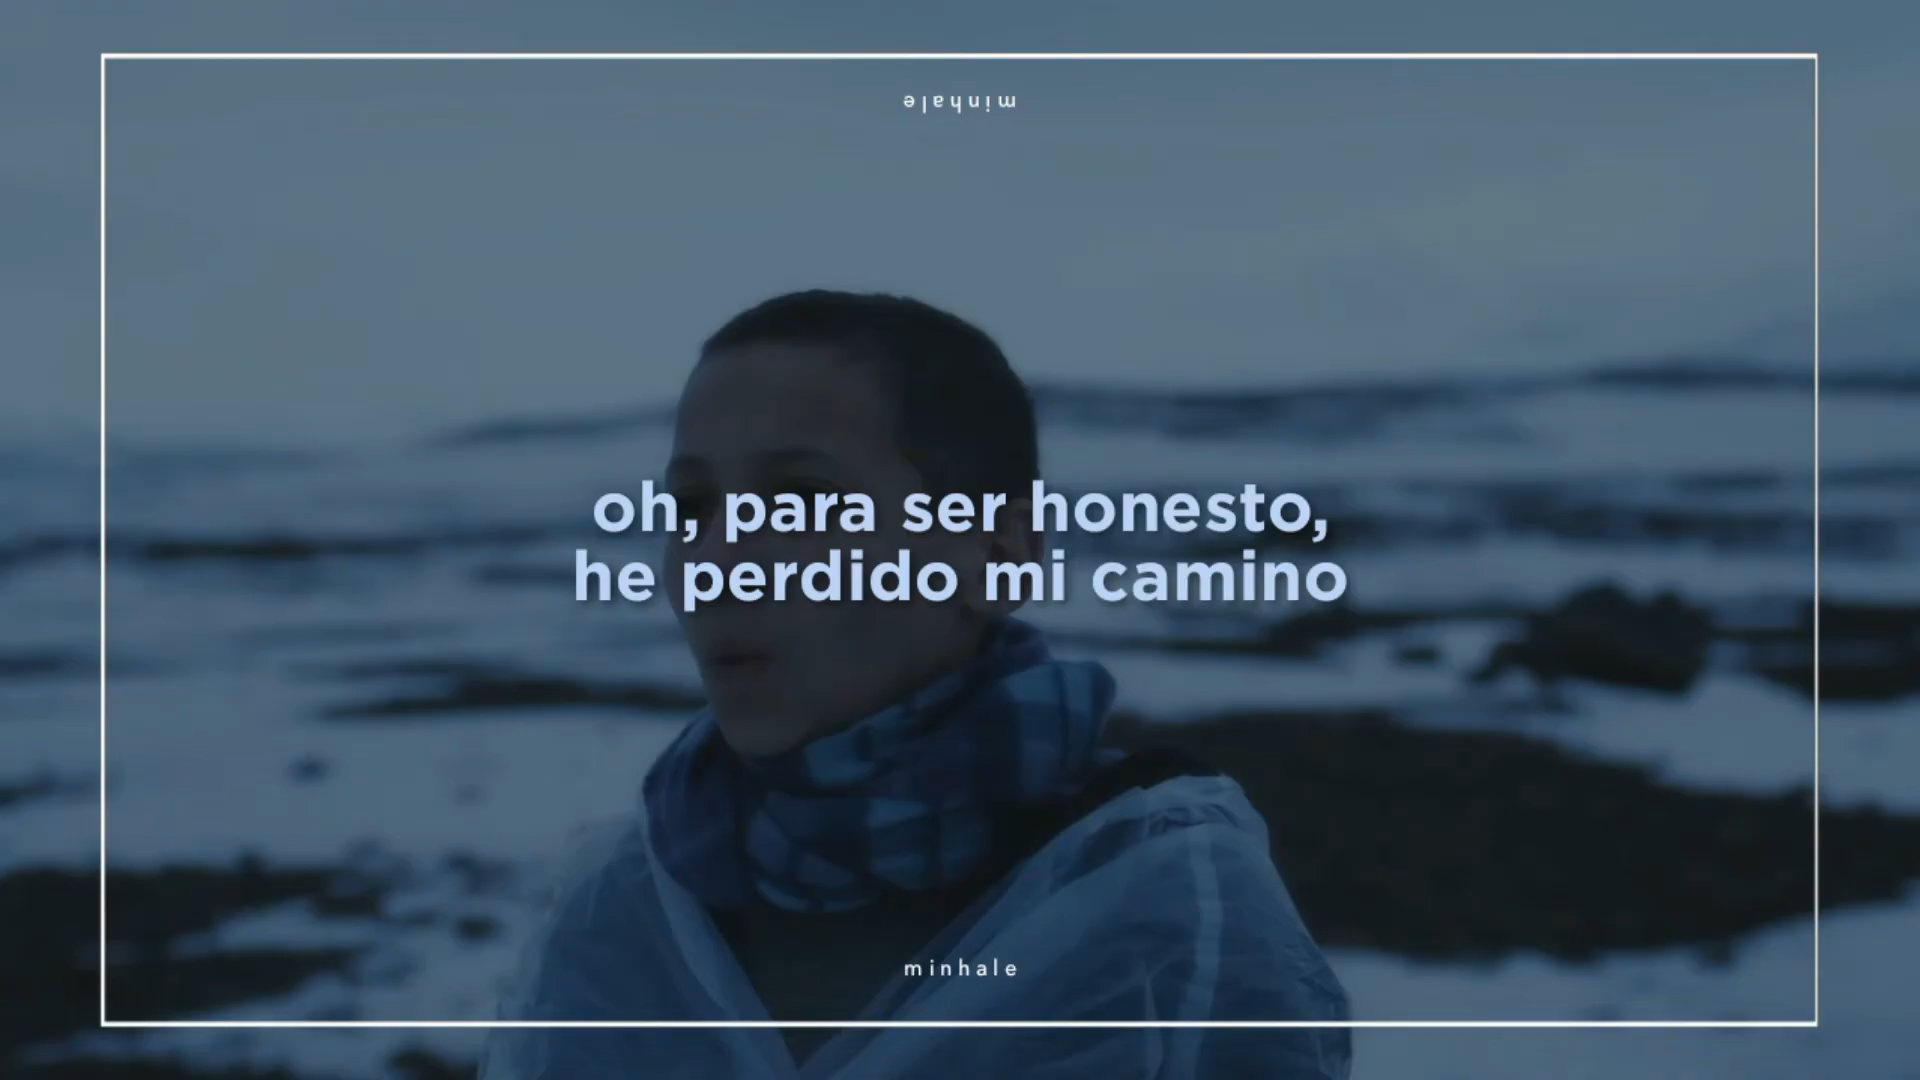 minhale
oh, para ser honesto,
he perdido mi camino
minhale